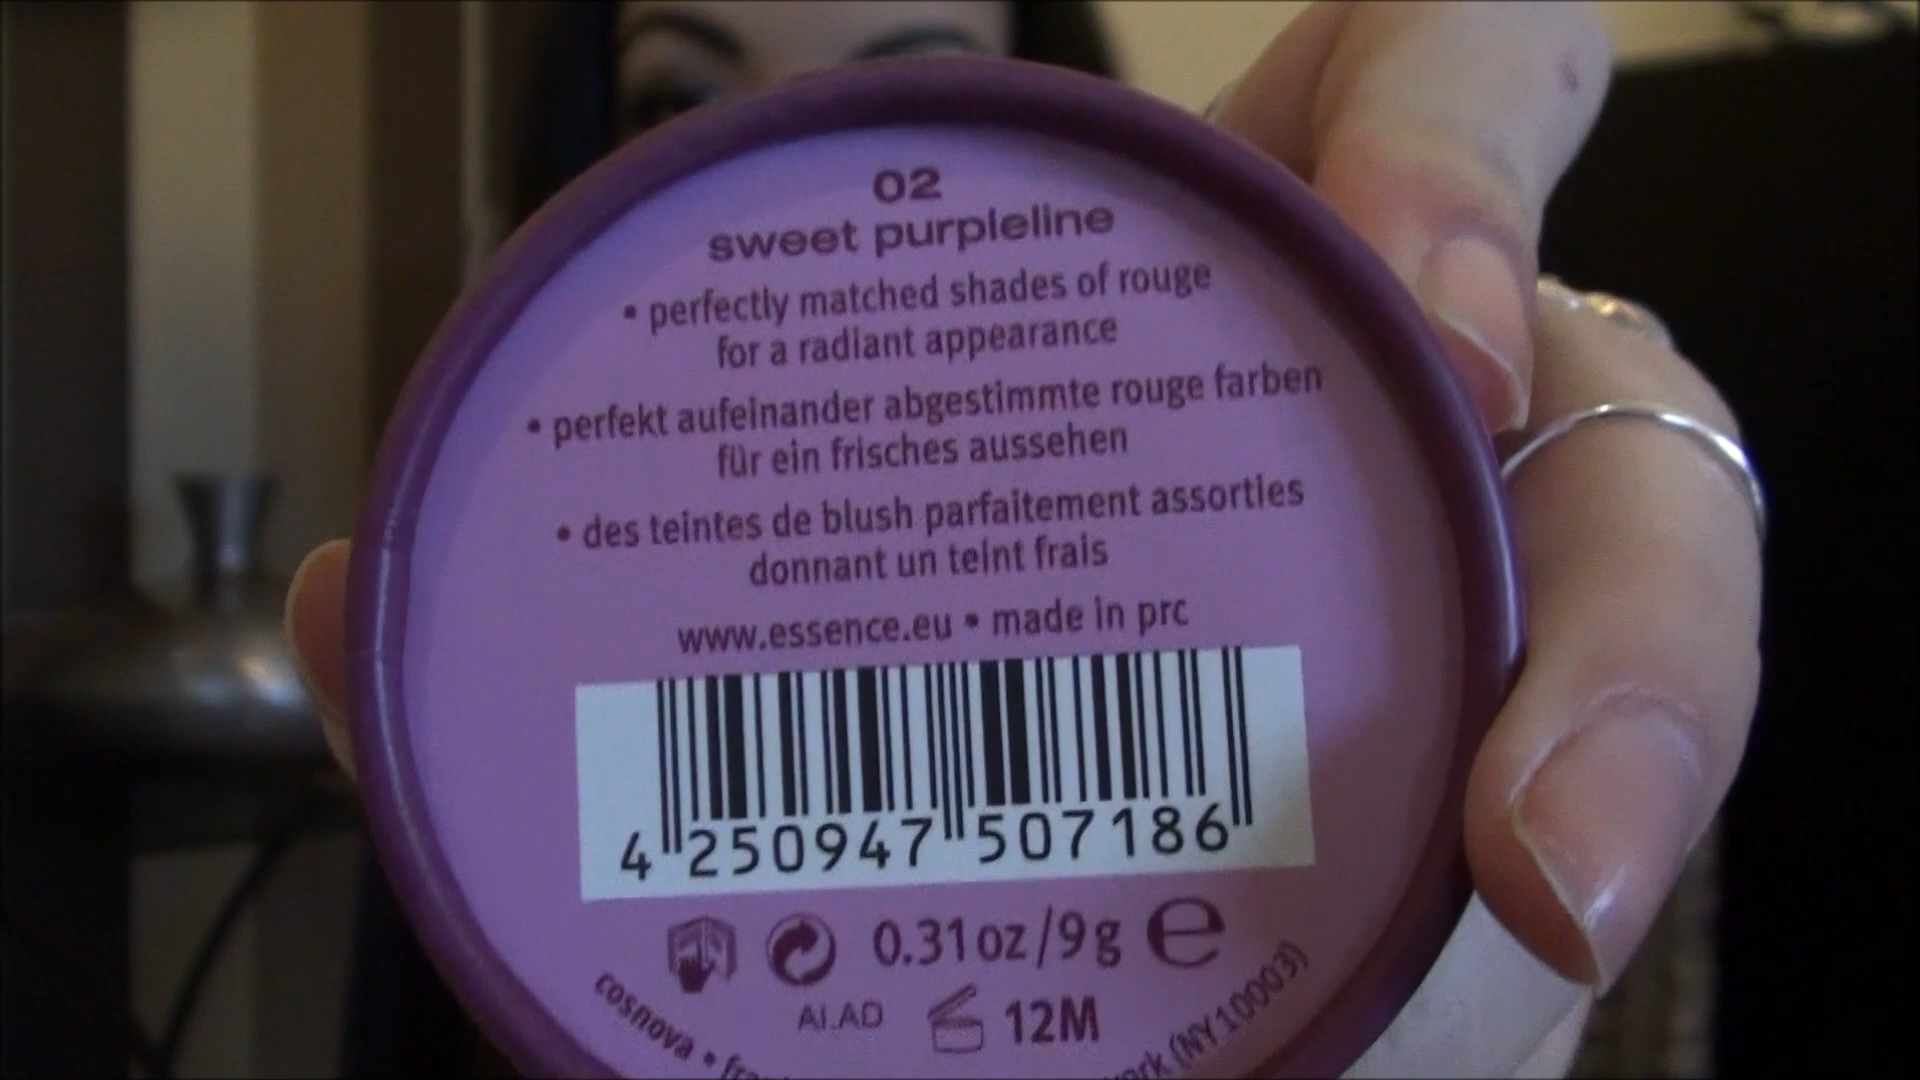 02
sweet purpleline
• perfectly matched shades of rouge
for a radiant appearance
• perfekt aufeinander abgestimmte rouge farben
für ein frisches aussehen
• des teintes de blush parfaitement assorties
donnant un teint frais
www.essence.eu • made in prc
4 250947 507186
0.31oz/9g e
AI.AD 12M
cosnova • (NY10003)